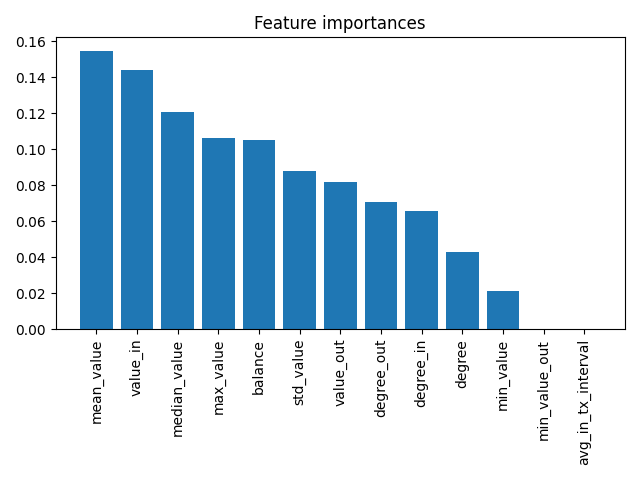 Feature importances
0.16
0.14
0.12
0.10
0.08
0.06
0.04
0.02
0.00
mean_value
value_in
median_value
max_value
balance
std_value
value_out
degree_out
degree_in
degree
min_value
min_value_out
avg_in_tx_interval